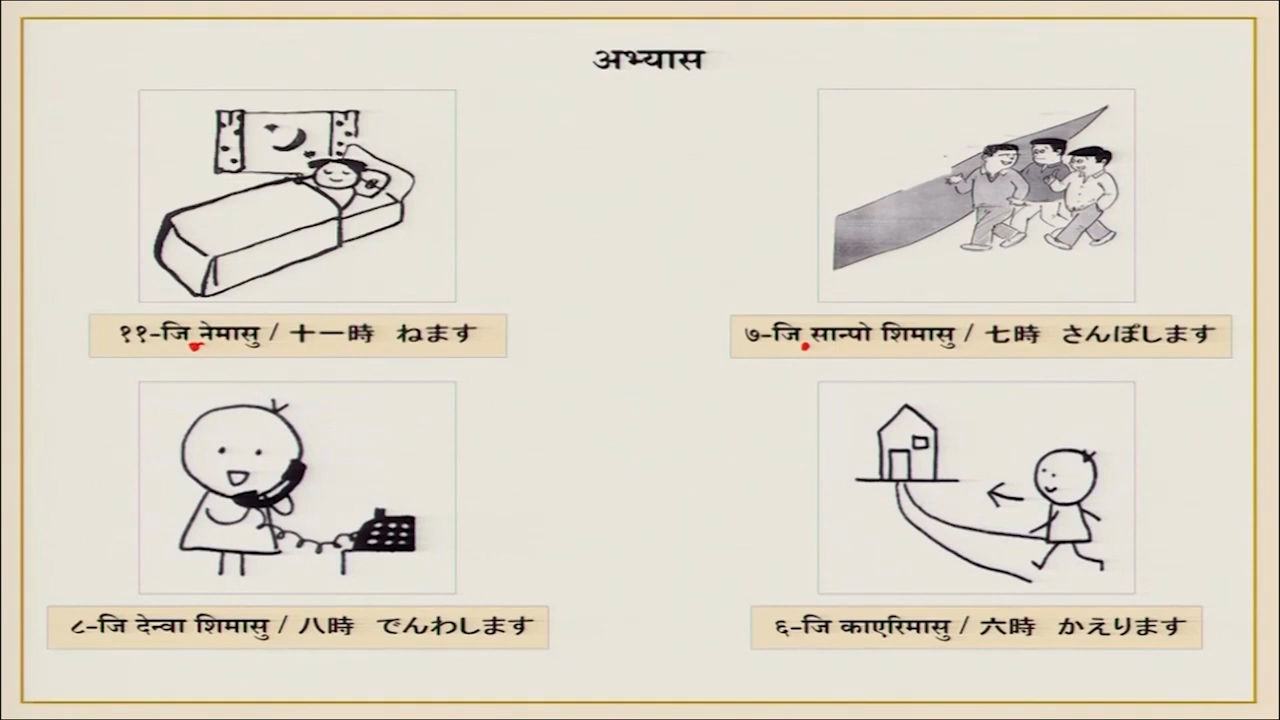 अभ्यास
११-जि नेमासु / 十一時 ねます
७-जि सान्पो शिमासु / 七時 さんぽします
८-जि देन्वा शिमासु / 八時 でんわします
६-जि काएरिमासु / 六時 かえります